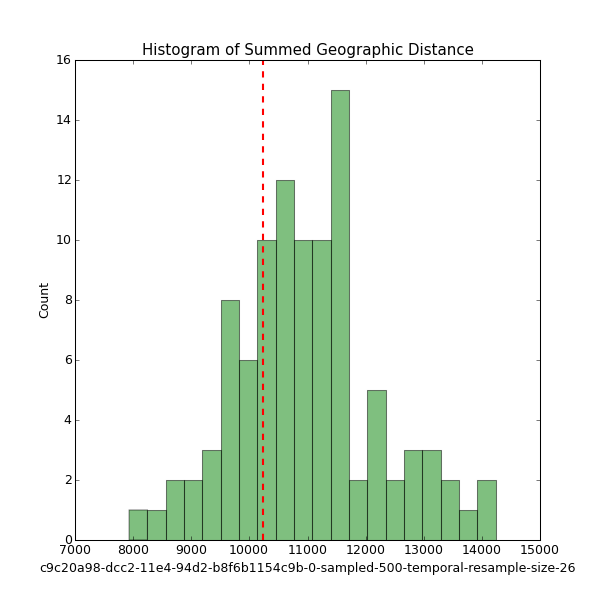 Histogram of Summed Geographic Distance
16
14
12
10
8
6
4
2
0
Count
7000 8000 9000 10000 11000 12000 13000 14000 15000
c9c20a98-dcc2-11e4-94d2-b8f6b1154c9b-0-sampled-500-temporal-resample-size-26